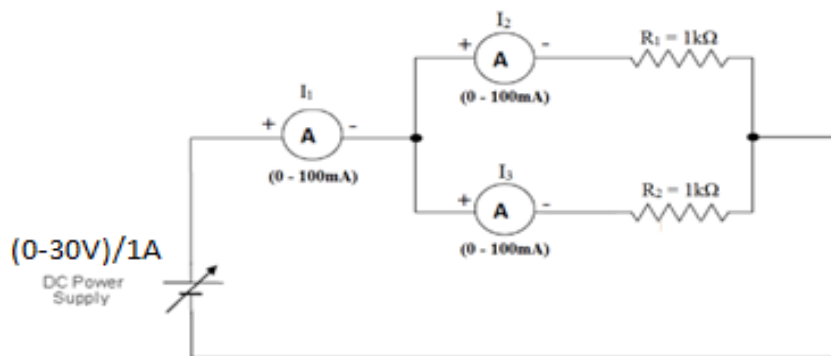 I₂
R₁ = 1kΩ
+ A -
(0 - 100mA)
I₁
+ A -
(0 - 100mA)
I₃
R₂ = 1kΩ
+ A -
(0 - 100mA)
(0-30V)/1A
DC Power
Supply